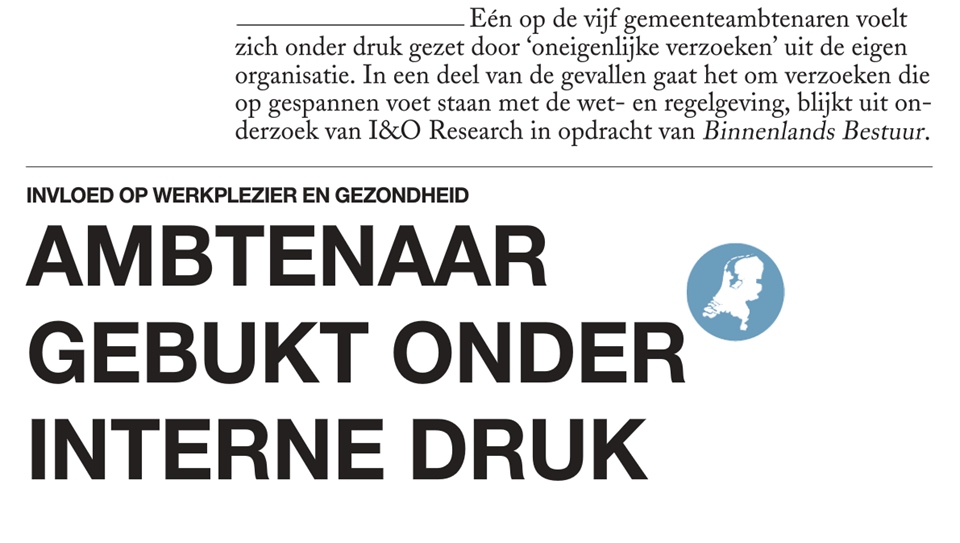 Eén op de vijf gemeenteambtenaren voelt
zich onder druk gezet door ‘oneigenlijke verzoeken’ uit de eigen
organisatie. In een deel van de gevallen gaat het om verzoeken die
op gespannen voet staan met de wet- en regelgeving, blijkt uit on-
derzoek van I&O Research in opdracht van Binnenlands Bestuur.
INVLOED OP WERKPLEZIER EN GEZONDHEID
AMBTENAAR
GEBUKT ONDER
INTERNE DRUK